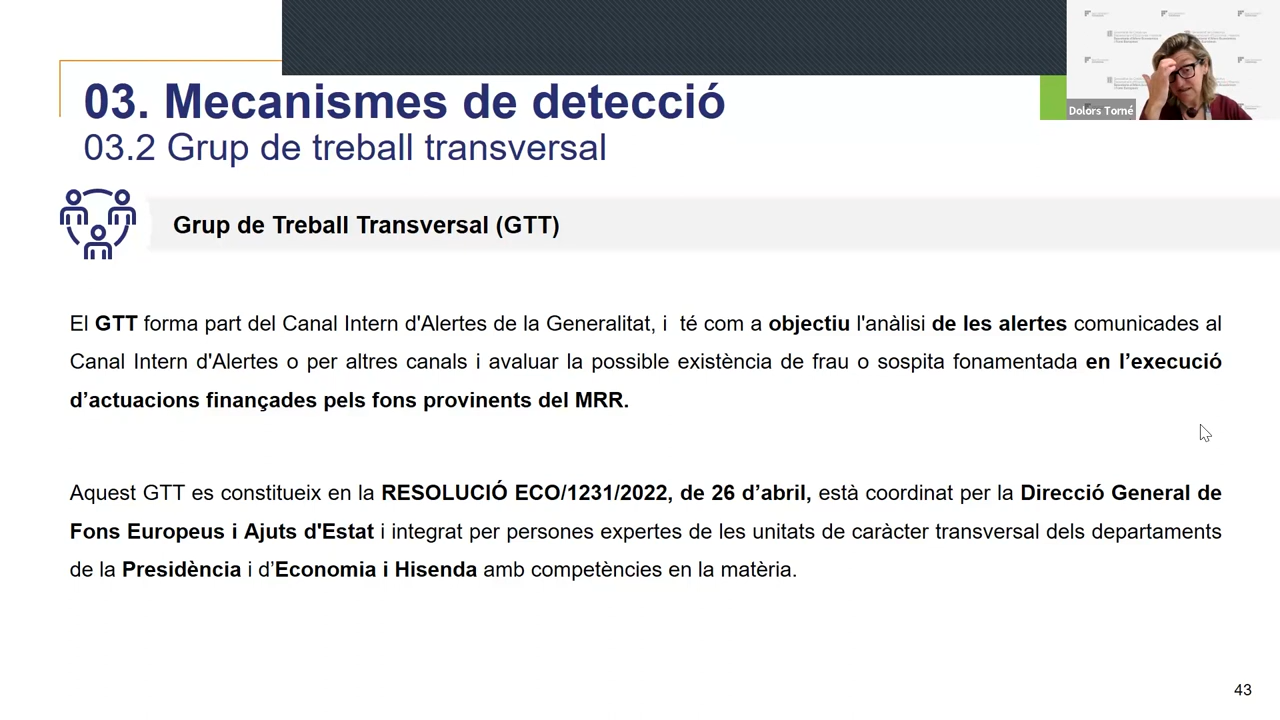 03. Mecanismes de detecció
03.2 Grup de treball transversal
Dolors Torné
Grup de Treball Transversal (GTT)
El GTT forma part del Canal Intern d'Alertes de la Generalitat, i té com a objectiu l'anàlisi de les alertes comunicades al
Canal Intern d'Alertes o per altres canals i avaluar la possible existència de frau o sospita fonamentada en l’execució
d’actuacions finançades pels fons provinents del MRR.
Aquest GTT es constitueix en la RESOLUCIÓ ECO/1231/2022, de 26 d’abril, està coordinat per la Direcció General de
Fons Europeus i Ajuts d'Estat i integrat per persones expertes de les unitats de caràcter transversal dels departaments
de la Presidència i d’Economia i Hisenda amb competències en la matèria.
43